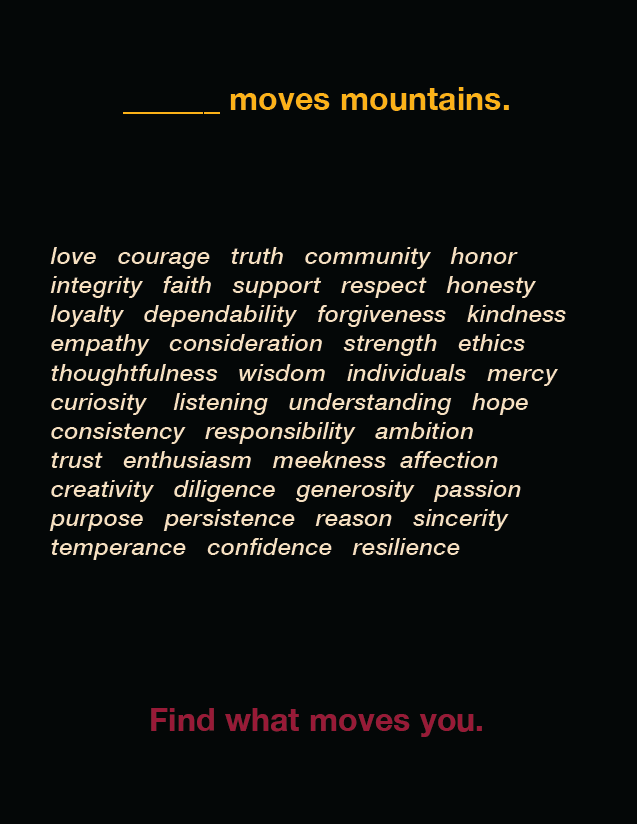 ______ moves mountains.
love courage truth community honor
integrity faith support respect honesty
loyalty dependability forgiveness kindness
empathy consideration strength ethics
thoughtfulness wisdom individuals mercy
curiosity listening understanding hope
consistency responsibility ambition
trust enthusiasm meekness affection
creativity diligence generosity passion
purpose persistence reason sincerity
temperance confidence resilience
Find what moves you.